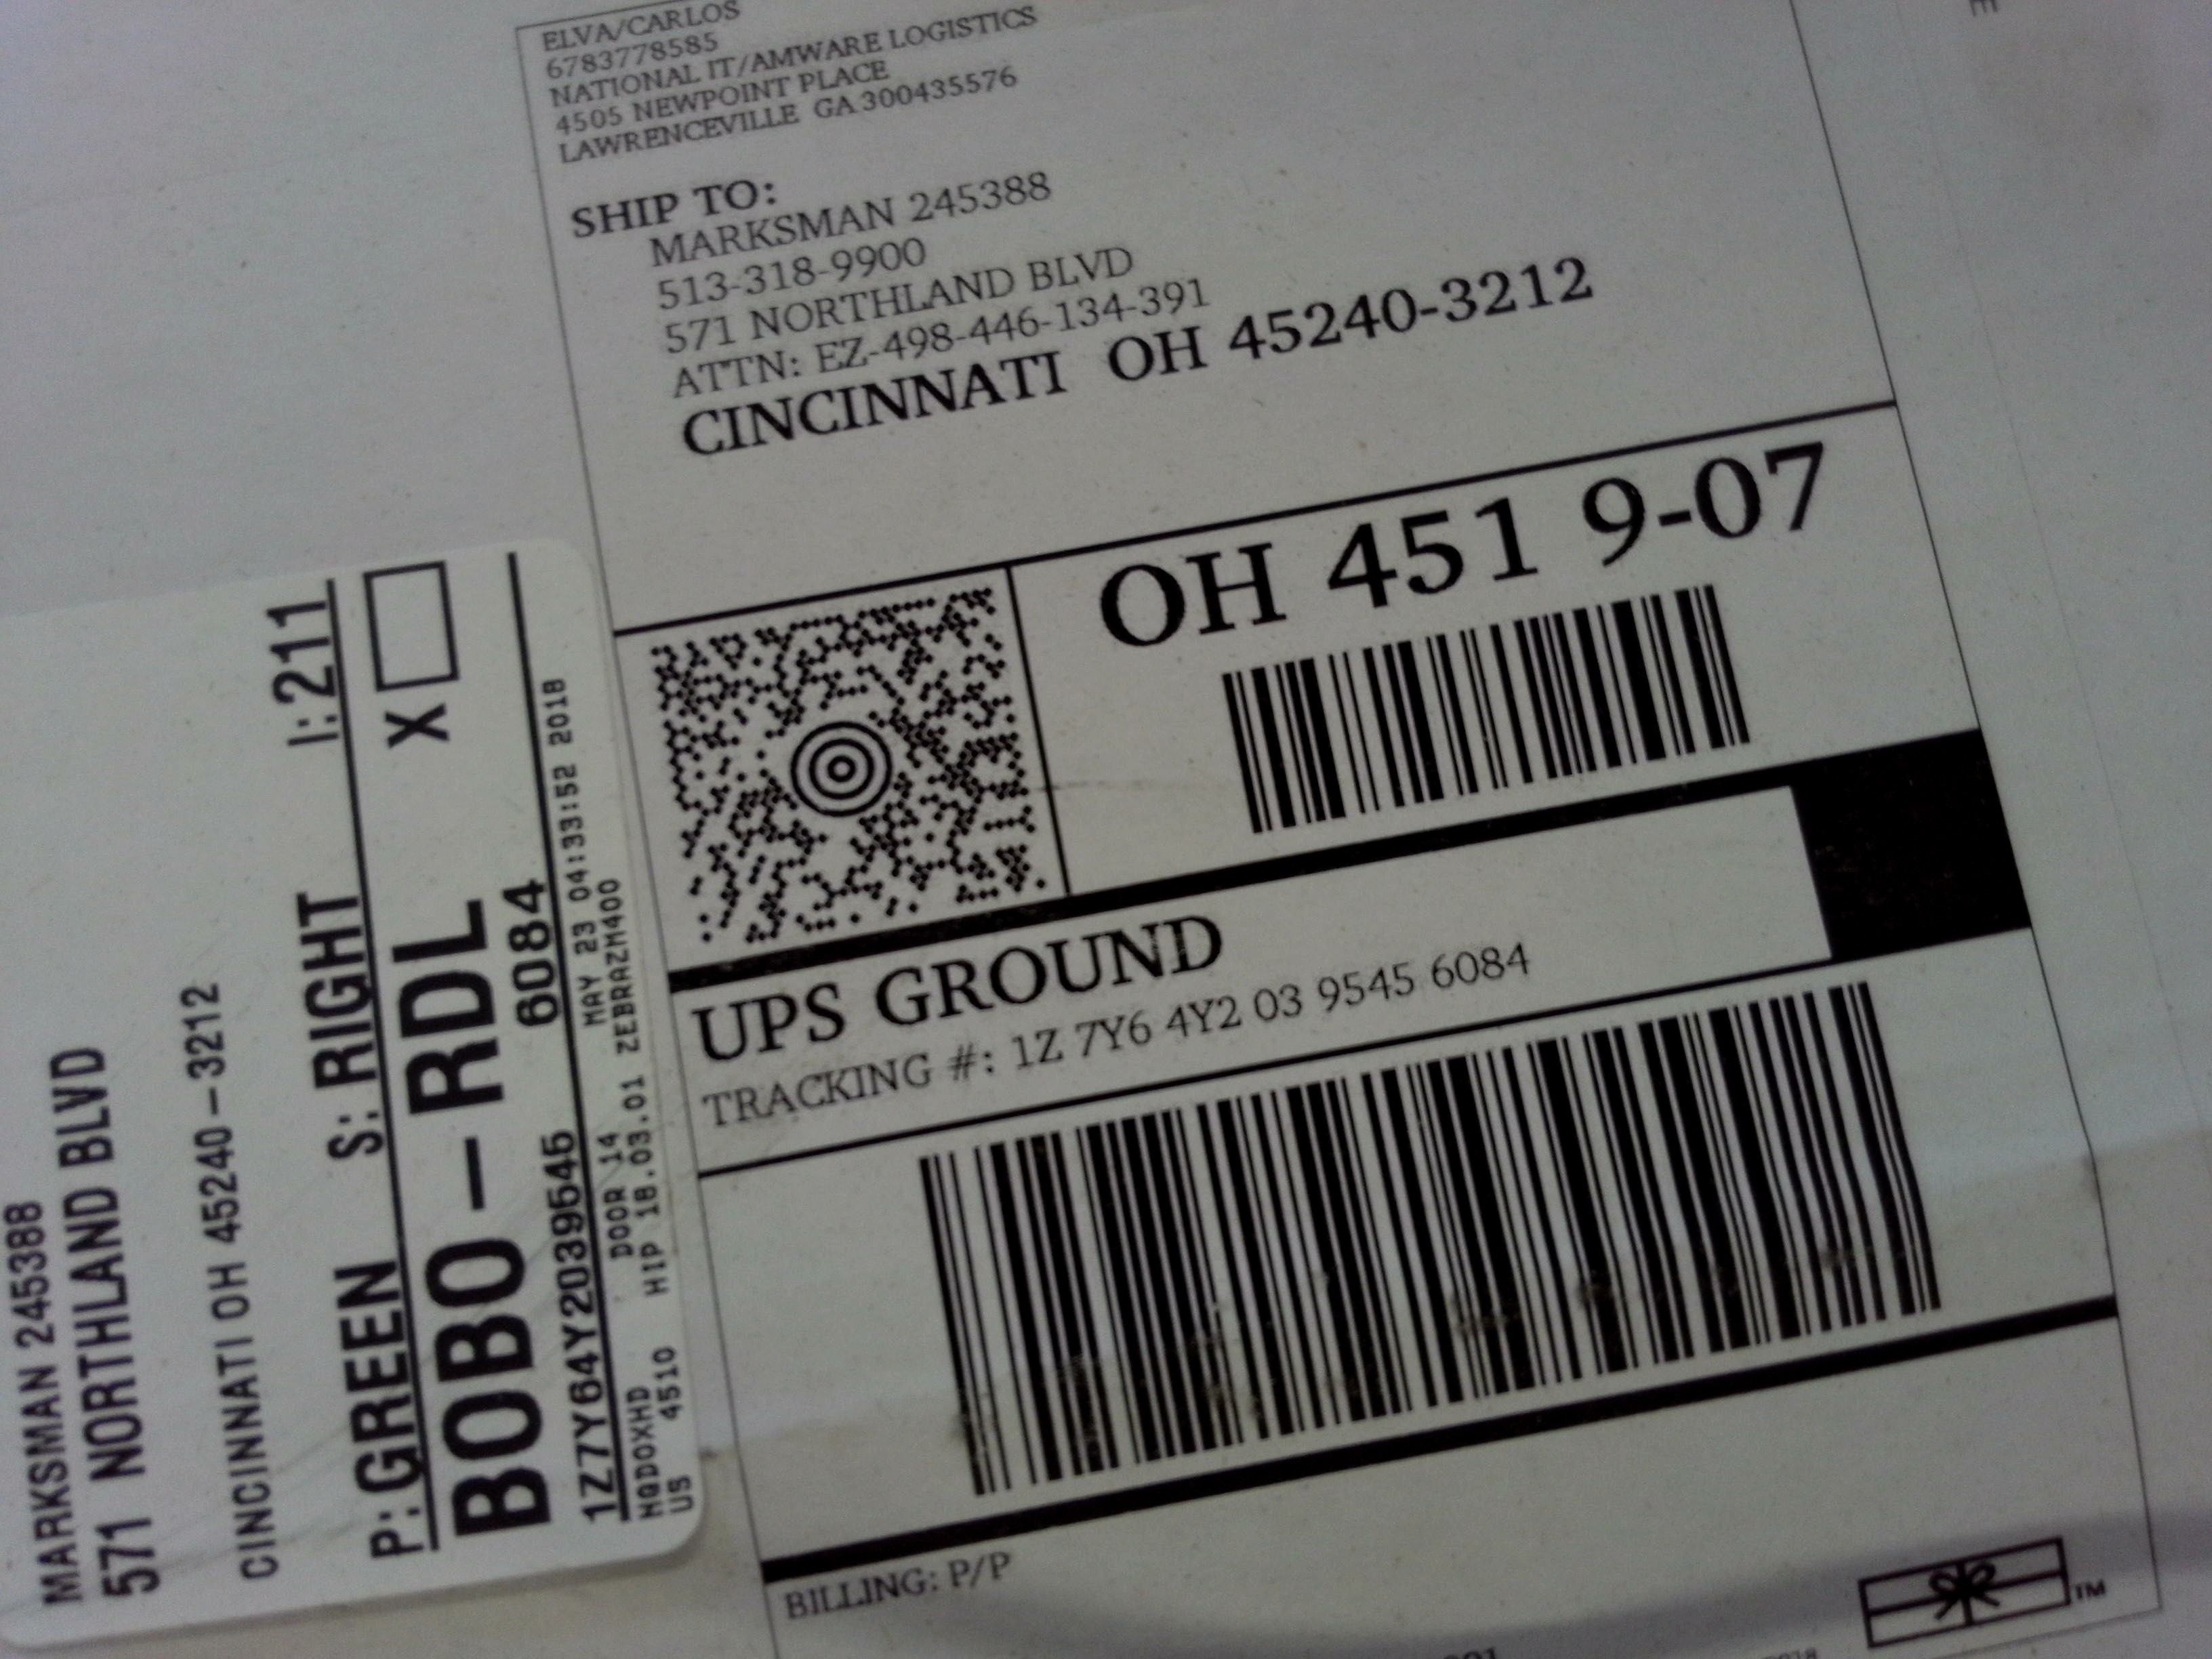 ELVA/CARLOS
6783778585
NATIONAL IT/AMWARE LOGISTICS
4505 NEWPOINT PLACE
LAWRENCEVILLE GA 300435576
SHIP TO:
MARKSMAN 245388
513-318-9900
571 NORTHLAND BLVD
ATTN: EZ-498-446-134-391
CINCINNATI OH 45240-3212
OH 451 9-07
UPS GROUND
TRACKING #: 1Z 7Y6 4Y2 03 9545 6084
BILLING: P/P
TM
MARKSMAN 245388
571 NORTHLAND BLVD
CINCINNATI OH 45240-3212
P: GREEN S: RIGHT I: 211
BOBO - RDL X
1Z7Y64Y2039545 6084
DOOR 14 MAY 23 04:33:52 2018
HIP 18.03.01 ZEBRAZM400
US 4510